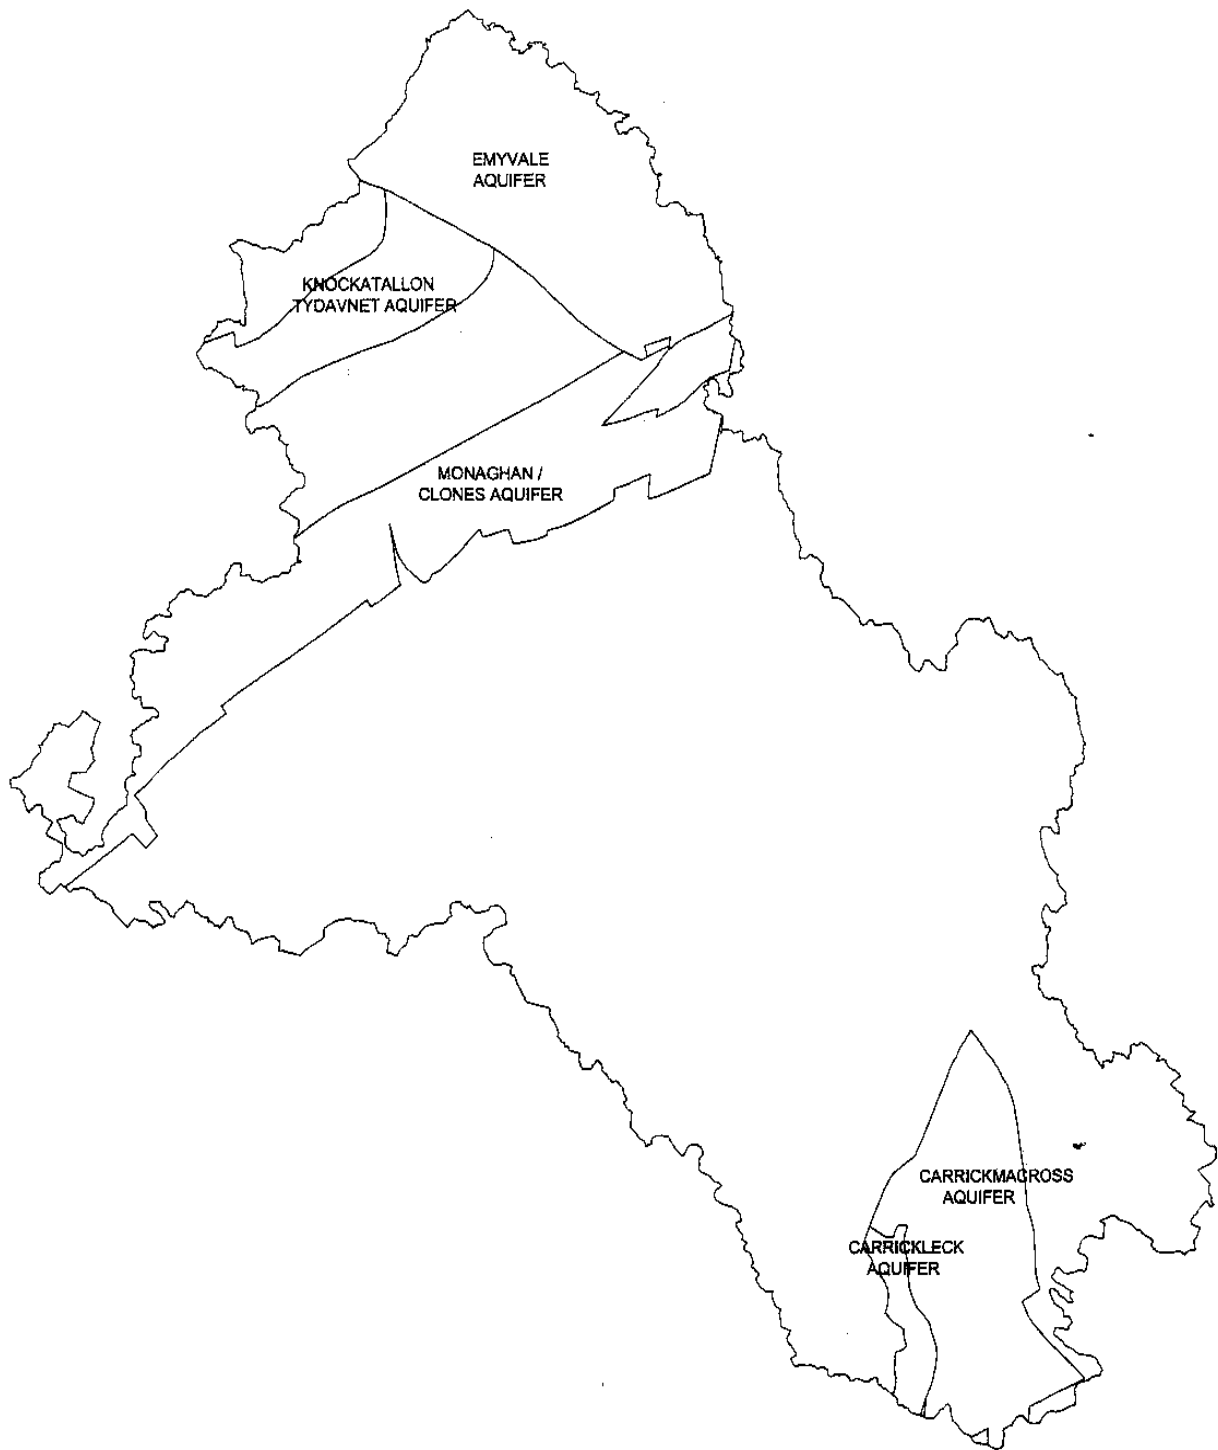 EMYVALE
AQUIFER
KNOCKATALLON
TYDAVNET AQUIFER
MONAGHAN /
CLONES AQUIFER
CARRICKMACROSS
AQUIFER
CARRICKLECK
AQUIFER